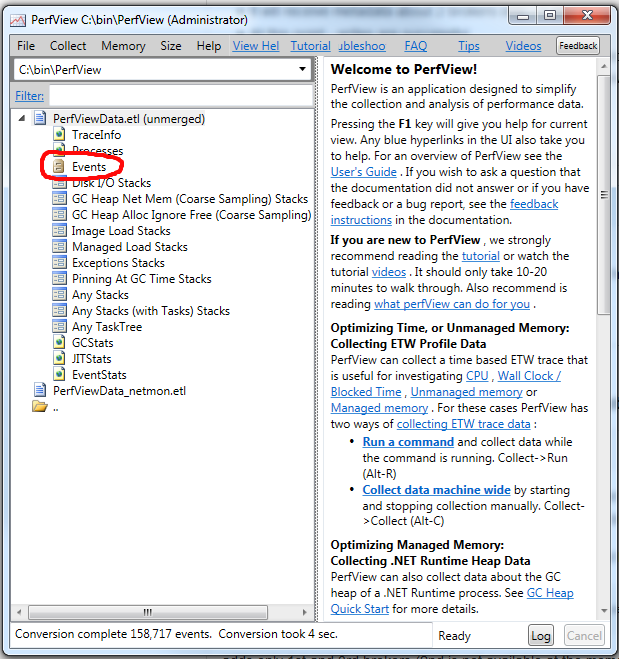 PerfView C:\bin\PerfView (Administrator)
File Collect Memory Size Help View Hel Tutorial ubleshoo FAQ Tips Videos Feedback
C:\bin\PerfView
Filter:
PerfViewData.etl (unmerged)
TraceInfo
Processes
Events
Disk I/O Stacks
GC Heap Net Mem (Coarse Sampling) Stacks
GC Heap Alloc Ignore Free (Coarse Sampling)
Image Load Stacks
Managed Load Stacks
Exceptions Stacks
Pinning At GC Time Stacks
Any Stacks
Any Stacks (with Tasks) Stacks
Any TaskTree
GCStats
JITStats
EventStats
PerfViewData_netmon.etl
..
Welcome to PerfView!
PerfView is an application designed to simplify
the collection and analysis of performance data.
Pressing the F1 key will give you help for current
view. Any blue hyperlinks in the UI also take you
to help. For an overview of PerfView see the
User's Guide . If you wish to ask a question that
the documentation did not answer or if you have
feedback or a bug report, see the feedback
instructions in the documentation.
If you are new to PerfView , we strongly
recommend reading the tutorial or watch the
tutorial videos . It should only take 10-20
minutes to walk through. Also recommend is
reading what perfView can do for you .
Optimizing Time, or Unmanaged Memory:
Collecting ETW Profile Data
PerfView can collect a time based ETW trace that
is useful for investigating CPU , Wall Clock /
Blocked Time , Unmanaged memory or
Managed memory . For these cases PerfView has
two ways of collecting ETW trace data :
• Run a command and collect data while
the command is running. Collect->Run
(Alt-R)
• Collect data machine wide by starting
and stopping collection manually. Collect-
>Collect (Alt-C)
Optimizing Managed Memory:
Collecting .NET Runtime Heap Data
PerfView can also collect data about the GC
heap of a .NET Runtime process. See GC Heap
Quick Start for more details.
Conversion complete 158,717 events. Conversion took 4 sec.
Ready
Log
Cancel